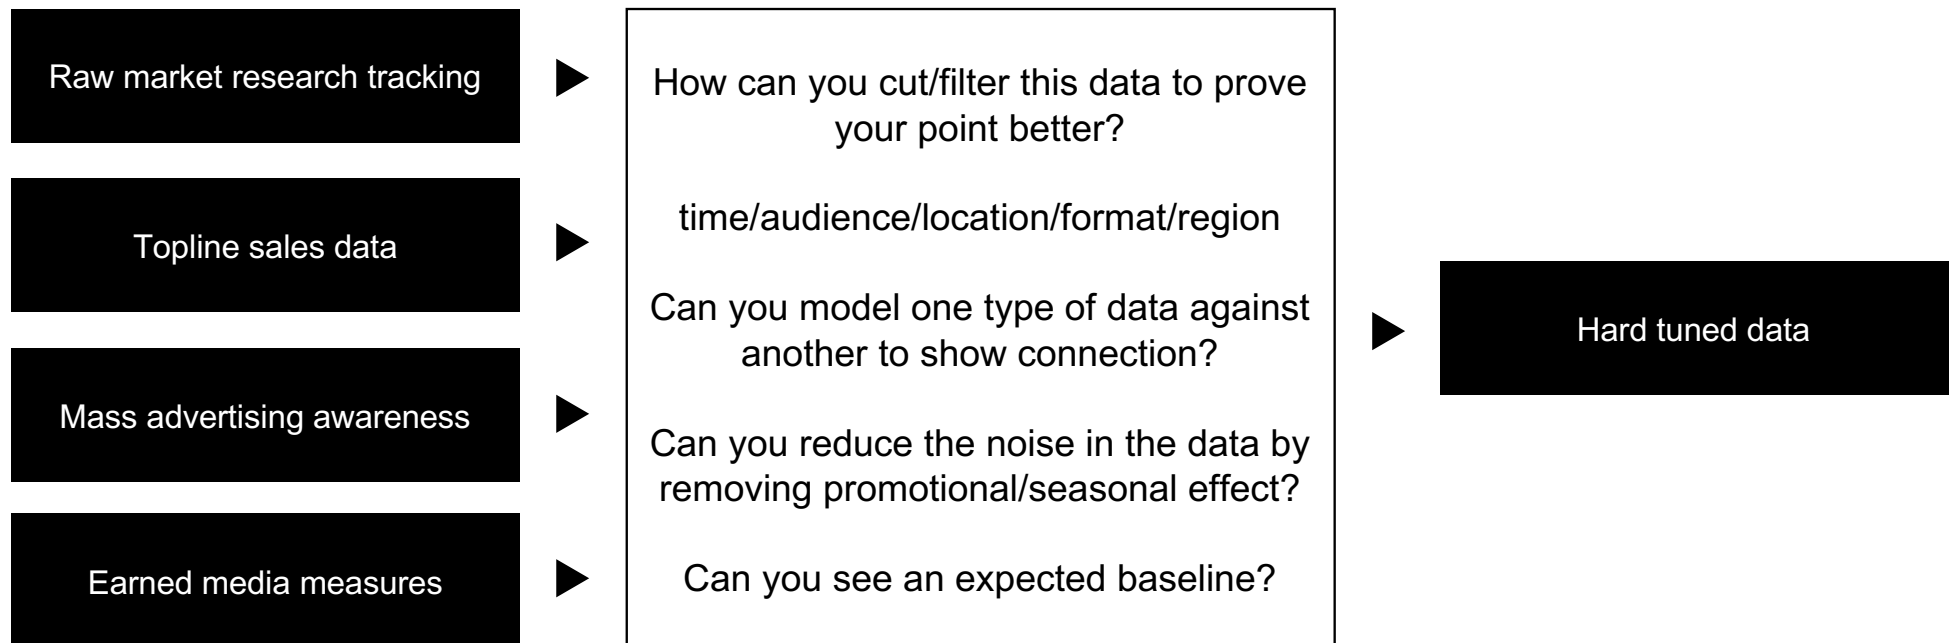 Raw market research tracking
Topline sales data
Mass advertising awareness
Earned media measures
How can you cut/filter this data to prove
your point better?
time/audience/location/format/region
Can you model one type of data against
another to show connection?
Can you reduce the noise in the data by
removing promotional/seasonal effect?
Can you see an expected baseline?
Hard tuned data